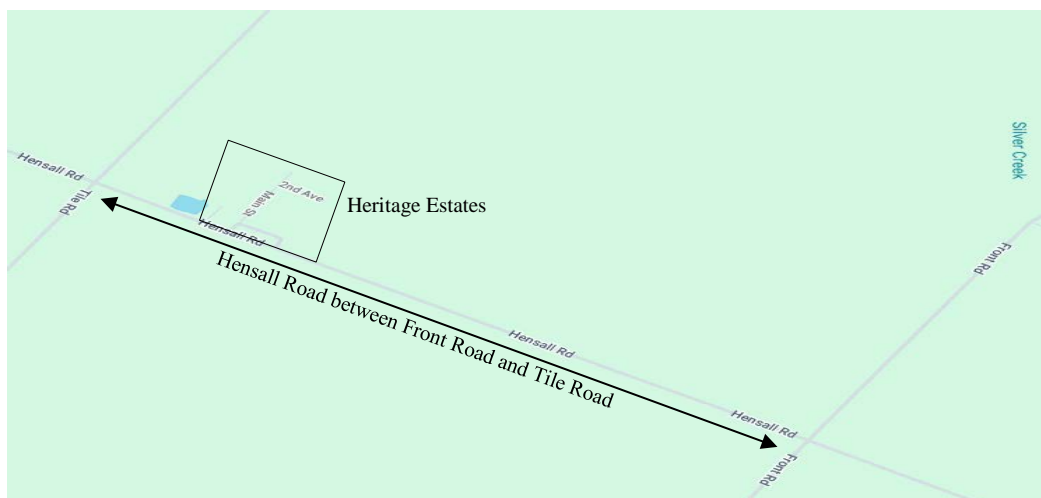 Silver Creek
Hensall Rd
Tile Rd
2nd Ave
Main St
Heritage Estates
Hensall Rd
Front Rd
Hensall Road between Front Road and Tile Road
Hensall Rd
Hensall Rd
Front Rd